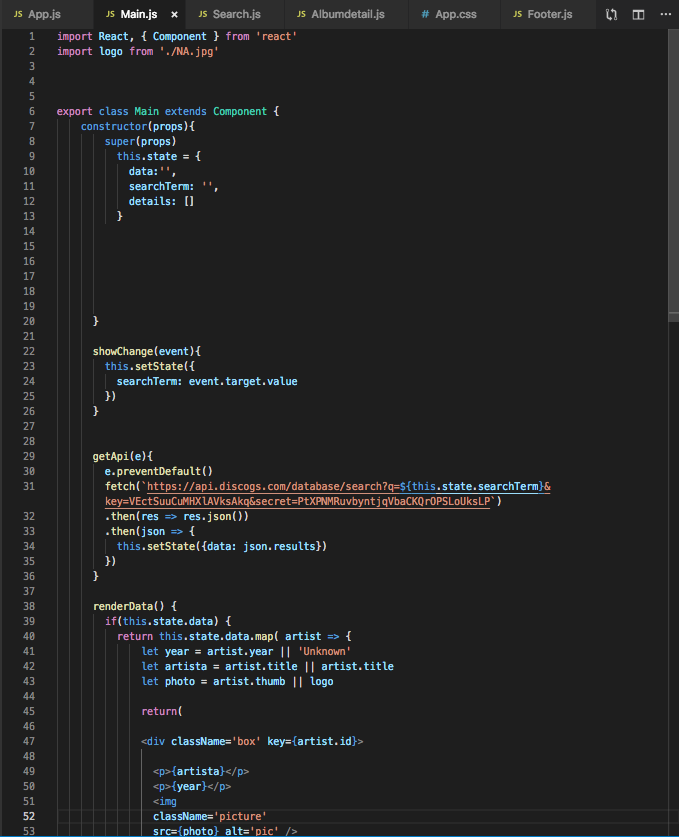 JS App.js JS Main.js × JS Search.js JS Albumdetail.js # App.css JS Footer.js ···
1 import React, { Component } from 'react'
2 import logo from './NA.jpg'
3
4
5
6 export class Main extends Component {
7 constructor(props){
8 super(props)
9 this.state = {
10 data:'',
11 searchTerm: '',
12 details: []
13 }
14
15
16
17
18
19
20 }
21
22 showChange(event){
23 this.setState({
24 searchTerm: event.target.value
25 })
26 }
27
28
29 getApi(e){
30 e.preventDefault()
31 fetch(`https://api.discogs.com/database/search?q=${this.state.searchTerm}&
key=VEctSuuCuMHXlAVksAkq&secret=PtXPNMRuvbyntjqVbaCKQrOPSLoUksLP`)
32 .then(res => res.json())
33 .then(json => {
34 this.setState({data: json.results})
35 })
36 }
37
38 renderData() {
39 if(this.state.data) {
40 return this.state.data.map( artist => {
41 let year = artist.year || 'Unknown'
42 let artista = artist.title || artist.title
43 let photo = artist.thumb || logo
44
45 return(
46
47 <div className='box' key={artist.id}>
48
49 <p>{artista}</p>
50 <p>{year}</p>
51 <img
52 className='picture'
53 src={photo} alt='pic' />